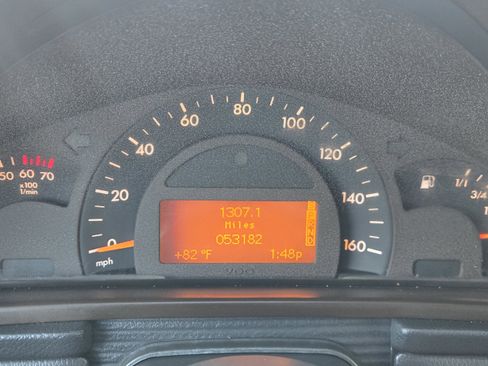 50 60 70
x100
1/min
0 20 40 60 80 100 120 140 160
mph
1307.1
Miles
053182
+82 °F 1:48p
VDO
1/1
3/4